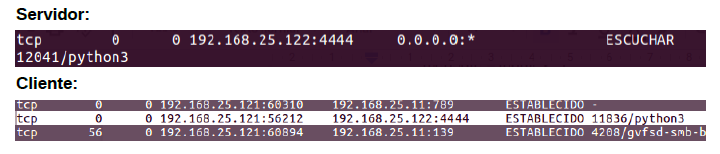 Servidor:
tcp 0 0 192.168.25.122:4444 0.0.0.0:* ESCUCHAR
12041/python3
Cliente:
tcp 0 0 192.168.25.121:60310 192.168.25.11:789 ESTABLECIDO -
tcp 0 0 192.168.25.121:56212 192.168.25.122:4444 ESTABLECIDO 11836/python3
tcp 56 0 192.168.25.121:60894 192.168.25.11:139 ESTABLECIDO 4208/gvfsd-smb-b